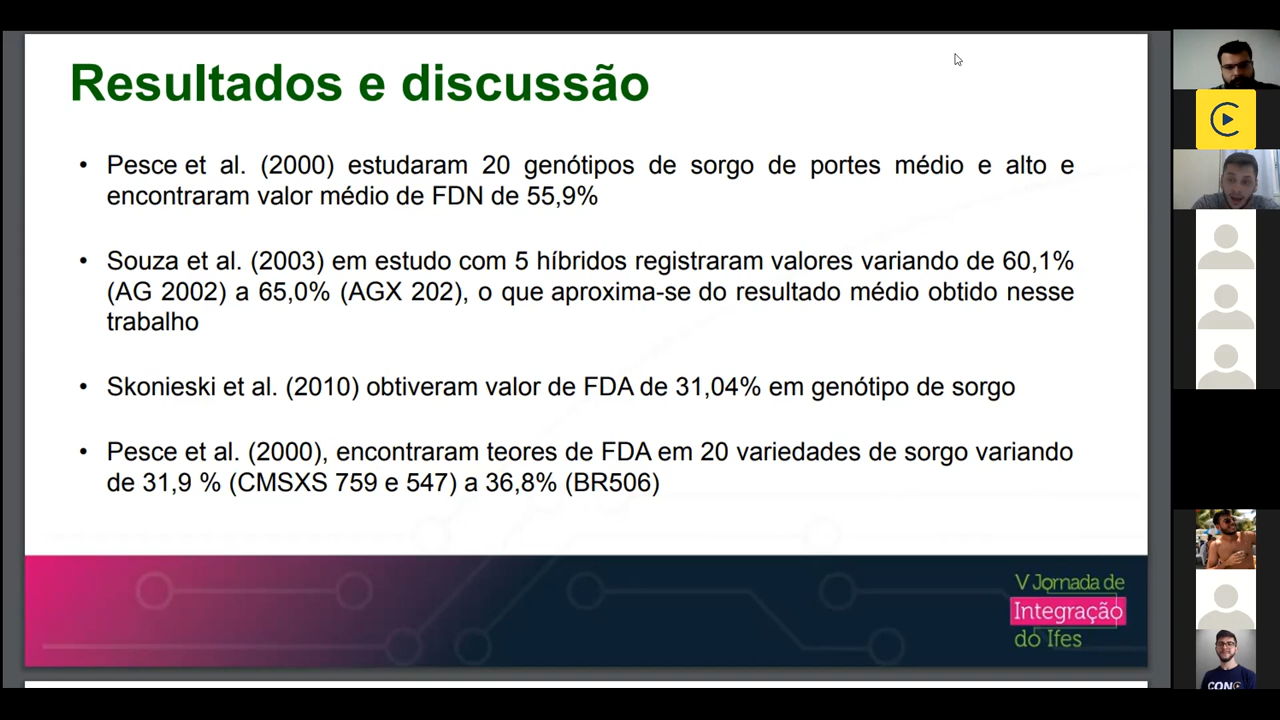 Resultados e discussão
• Pesce et al. (2000) estudaram 20 genótipos de sorgo de portes médio e alto e
encontraram valor médio de FDN de 55,9%
• Souza et al. (2003) em estudo com 5 híbridos registraram valores variando de 60,1%
(AG 2002) a 65,0% (AGX 202), o que aproxima-se do resultado médio obtido nesse
trabalho
• Skonieski et al. (2010) obtiveram valor de FDA de 31,04% em genótipo de sorgo
• Pesce et al. (2000), encontraram teores de FDA em 20 variedades de sorgo variando
de 31,9 % (CMSXS 759 e 547) a 36,8% (BR506)
V Jornada de
Integração
do Ifes